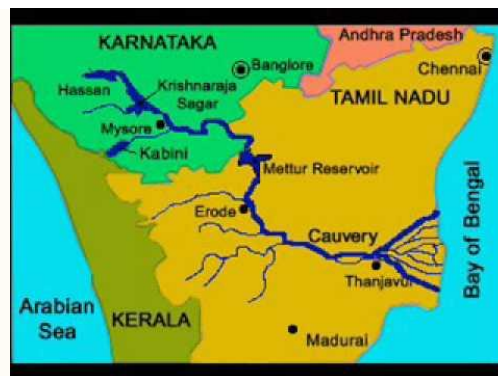 KARNATAKA
Andhra Pradesh
Banglore
Chennai
Hassan
Krishnaraja
Sagar
TAMIL NADU
Mysore
Kabini
Mettur Reservoir
Erode
Cauvery
Bay of Bengal
Thanjavur
Arabian
Sea
KERALA
Madurai